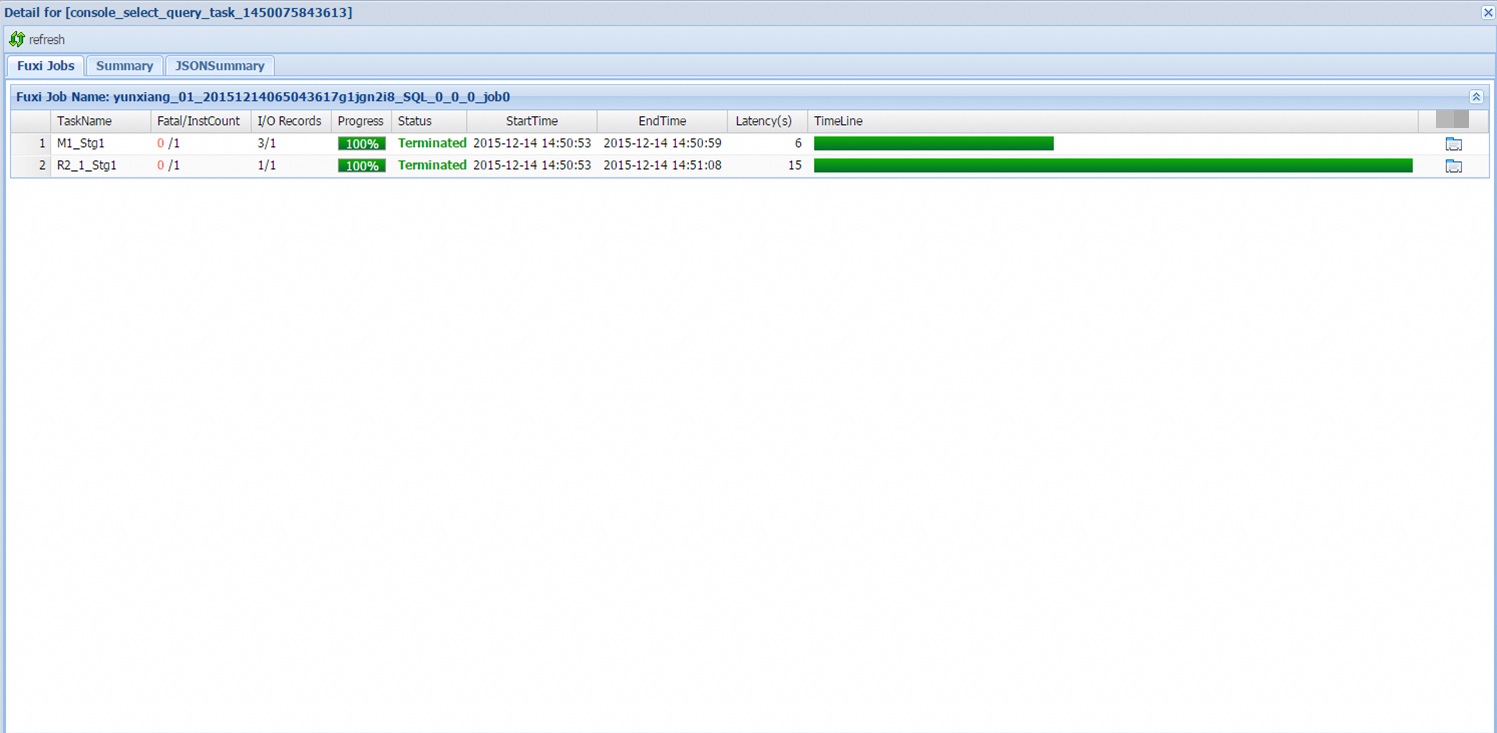 Detail for [console_select_query_task_1450075843613]
refresh
Fuxi Jobs Summary JSONSummary
Fuxi Job Name: yunxiang_01_20151214065043617g1jgn2i8_SQL_0_0_0_job0
TaskName Fatal/InstCount I/O Records Progress Status StartTime EndTime Latency(s) TimeLine
1 M1_Stg1 0 /1 3/1 100% Terminated 2015-12-14 14:50:53 2015-12-14 14:50:59 6
2 R2_1_Stg1 0 /1 1/1 100% Terminated 2015-12-14 14:50:53 2015-12-14 14:51:08 15